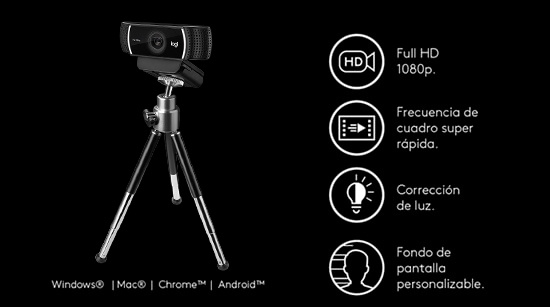 logi
HD
Full HD
1080p.
Frecuencia de
cuadro super
rápida.
Corrección
de luz.
Fondo de
pantalla
personalizable.
Windows® | Mac® | Chrome™ | Android™